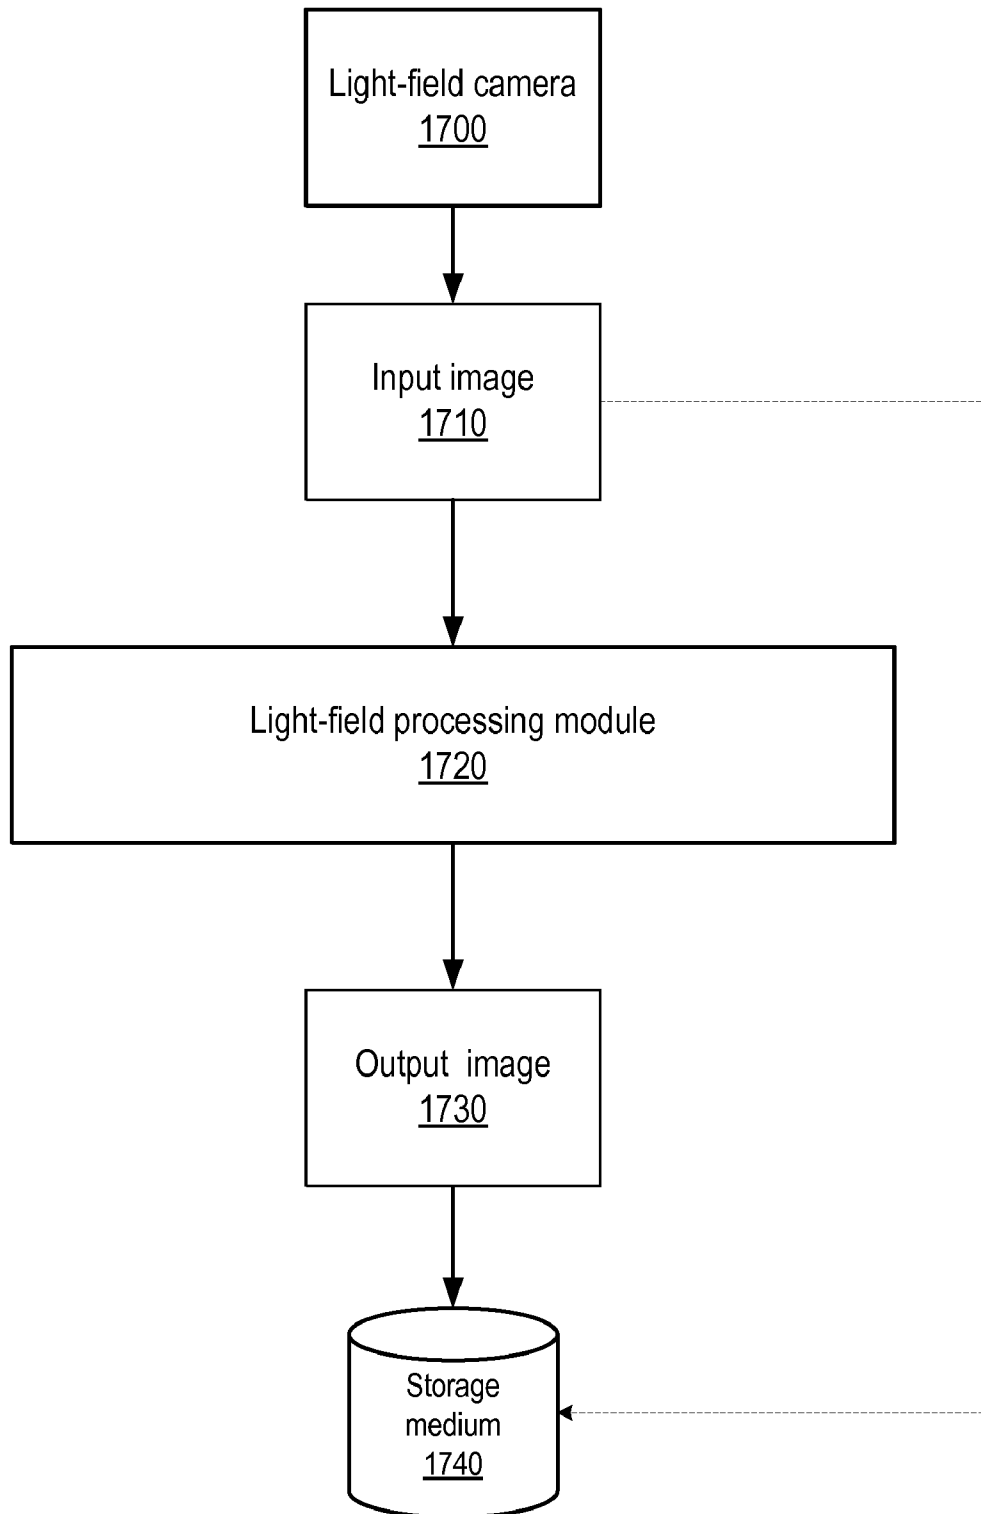 Light-field camera
1700
Input image
1710
Light-field processing module
1720
Output image
1730
Storage
medium
1740